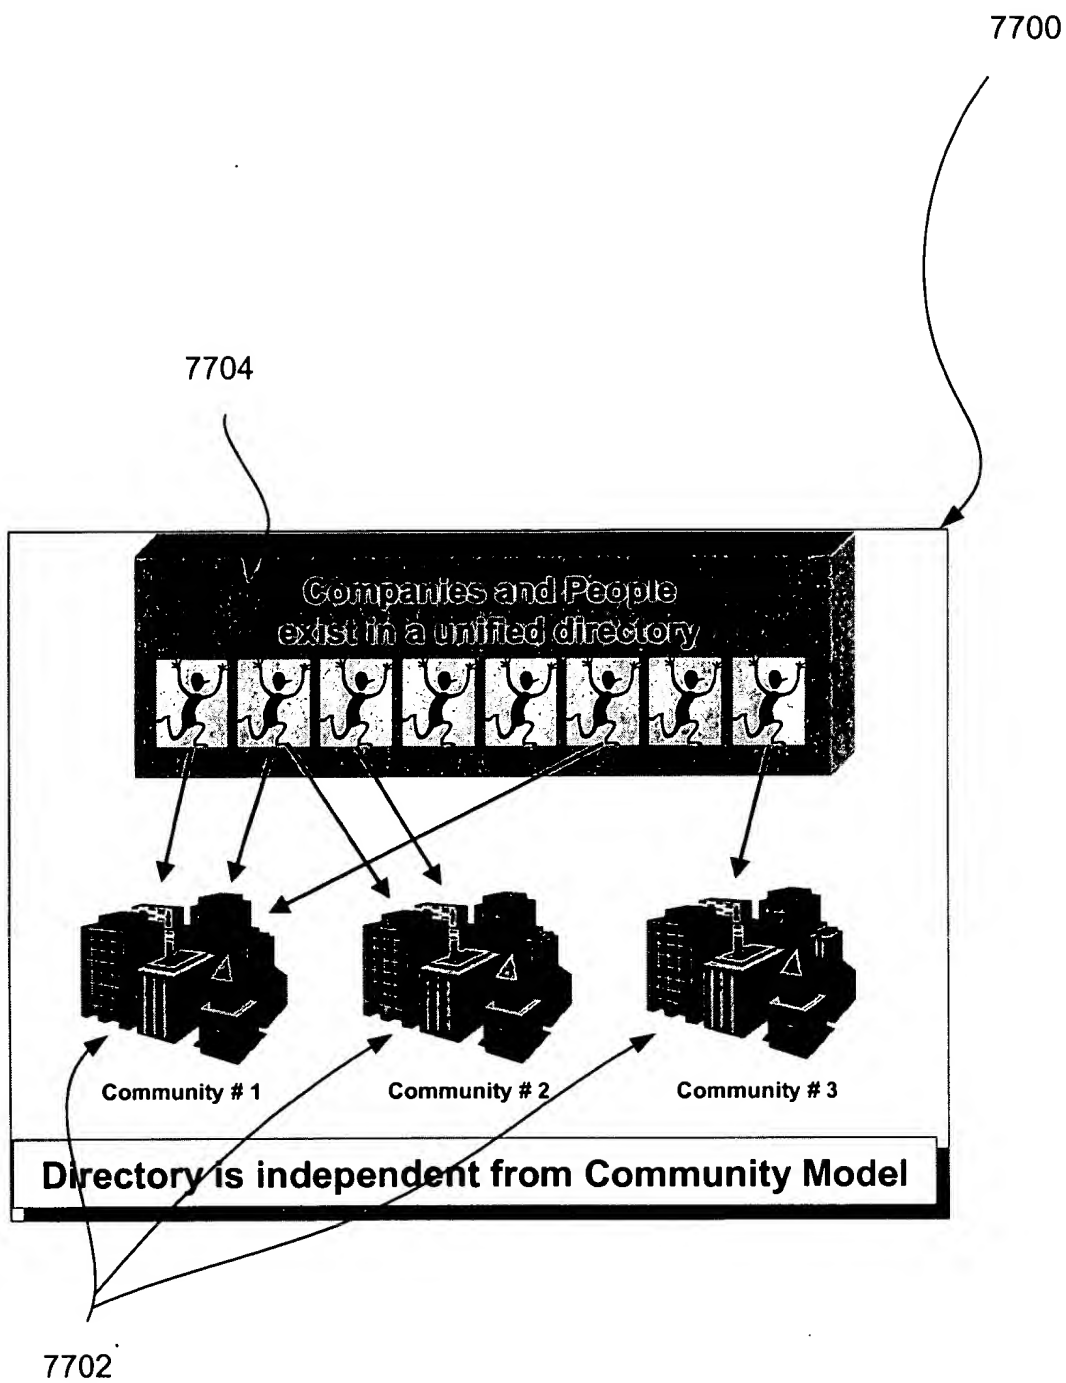 7700
7704
Companies and People
exist in a unified directory
Community # 1
Community # 2
Community # 3
Directory is independent from Community Model
7702